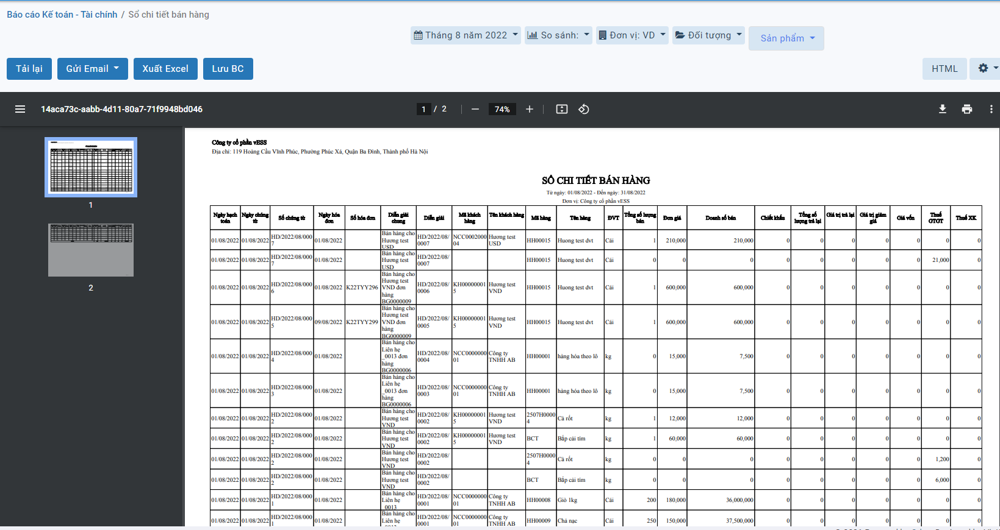 Báo cáo Kế toán - Tài chính / Sổ chi tiết bán hàng
Tháng 8 năm 2022 So sánh: Đơn vị: VD Đối tượng Sản phẩm
Tải lại Gửi Email Xuất Excel Lưu BC HTML
14aca73c-aabb-4d11-80a7-71f9948bd046 1 / 2 74%
1
2
Công ty cổ phần vESS
Địa chỉ: 119 Hoàng Cầu Vĩnh Phúc, Phường Phúc Xá, Quận Ba Đình, Thành phố Hà Nội
SỔ CHI TIẾT BÁN HÀNG
Từ ngày: 01/08/2022 - Đến ngày: 31/08/2022
Đơn vị: Công ty cổ phần vESS
Ngày hạch toán Ngày chứng từ Số chứng từ Ngày hóa đơn Số hóa đơn Diễn giải chung Diễn giải Mã khách hàng Tên khách hàng Mã hàng Tên hàng ĐVT Tổng số lượng bán Đơn giá Doanh số bán Chiết khấu Tổng số lượng trả lại Giá trị trả lại Giá trị giảm giá Giá vốn Thuế GTGT Thuế XK
01/08/2022 01/08/2022 HD/2022/08/0007 01/08/2022 Bán hàng cho Hương test USD HD/2022/08/0007 NCC000200004 Hương test USD HH00015 Huong test dvt Cái 1 210,000 210,000 0 0 0 0 0 0 0
01/08/2022 01/08/2022 HD/2022/08/0007 01/08/2022 Bán hàng cho Hương test USD HD/2022/08/0007 HH00015 Huong test dvt Cái 0 0 0 0 0 0 0 0 21,000 0
01/08/2022 01/08/2022 HD/2022/08/0006 01/08/2022 K22TYY296 Bán hàng cho Hương test VND đơn hàng BG0000009 HD/2022/08/0006 KH000000015 Hương test VND HH00015 Huong test dvt Cái 1 600,000 600,000 0 0 0 0 0 0 0
01/08/2022 01/08/2022 HD/2022/08/0005 09/08/2022 K22TYY299 Bán hàng cho Hương test VND đơn hàng BG0000009 HD/2022/08/0005 KH000000015 Hương test VND HH00015 Huong test dvt Cái 1 600,000 600,000 0 0 0 0 0 0 0
01/08/2022 01/08/2022 HD/2022/08/0004 01/08/2022 Bán hàng cho Liên hệ _0013 đơn hàng BG0000006 HD/2022/08/0004 NCC000000001 Công ty TNHH AB HH00001 hàng hóa theo lô kg 0 15,000 7,500 0 0 0 0 0 0 0
01/08/2022 01/08/2022 HD/2022/08/0003 01/08/2022 Bán hàng cho Liên hệ _0013 đơn hàng BG0000006 HD/2022/08/0003 NCC000000001 Công ty TNHH AB HH00001 hàng hóa theo lô kg 0 15,000 7,500 0 0 0 0 0 0 0
01/08/2022 01/08/2022 HD/2022/08/0002 01/08/2022 Bán hàng cho Hương test VND HD/2022/08/0002 KH000000015 Hương test VND 2507H00004 Cà rốt kg 1 12,000 12,000 0 0 0 0 0 0 0
01/08/2022 01/08/2022 HD/2022/08/0002 01/08/2022 Bán hàng cho Hương test VND HD/2022/08/0002 KH000000015 Hương test VND BCT Bắp cải tím kg 1 60,000 60,000 0 0 0 0 0 0 0
01/08/2022 01/08/2022 HD/2022/08/0002 01/08/2022 Bán hàng cho Hương test VND HD/2022/08/0002 2507H00004 Cà rốt kg 0 0 0 0 0 0 0 0 1,200 0
01/08/2022 01/08/2022 HD/2022/08/0002 01/08/2022 Bán hàng cho Hương test VND HD/2022/08/0002 BCT Bắp cải tím kg 0 0 0 0 0 0 0 0 6,000 0
01/08/2022 01/08/2022 HD/2022/08/0001 01/08/2022 Bán hàng cho Liên hệ _0013 HD/2022/08/0001 NCC000000001 Công ty TNHH AB HH00008 Giò 1kg Cái 200 180,000 36,000,000 0 0 0 0 0 0 0
01/08/2022 01/08/2022 HD/2022/08/0001 01/08/2022 Bán hàng cho Liên hệ HD/2022/08/0001 NCC000000001 Công ty TNHH AB HH00009 Chả nạc Cái 250 150,000 37,500,000 0 0 0 0 0 0 0